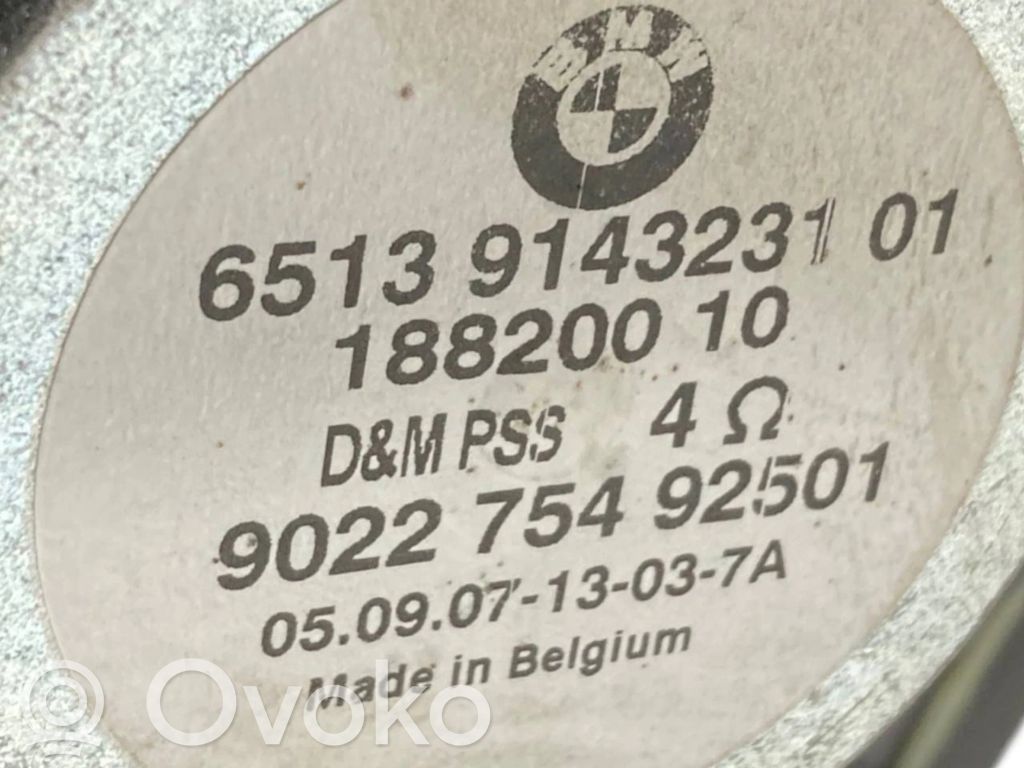 BMW
6513 9143231 01
188200 10
D&M PSS 4 Ω
9022 754 92501
05.09.07-13-03-7A
Made in Belgium
Ovoko